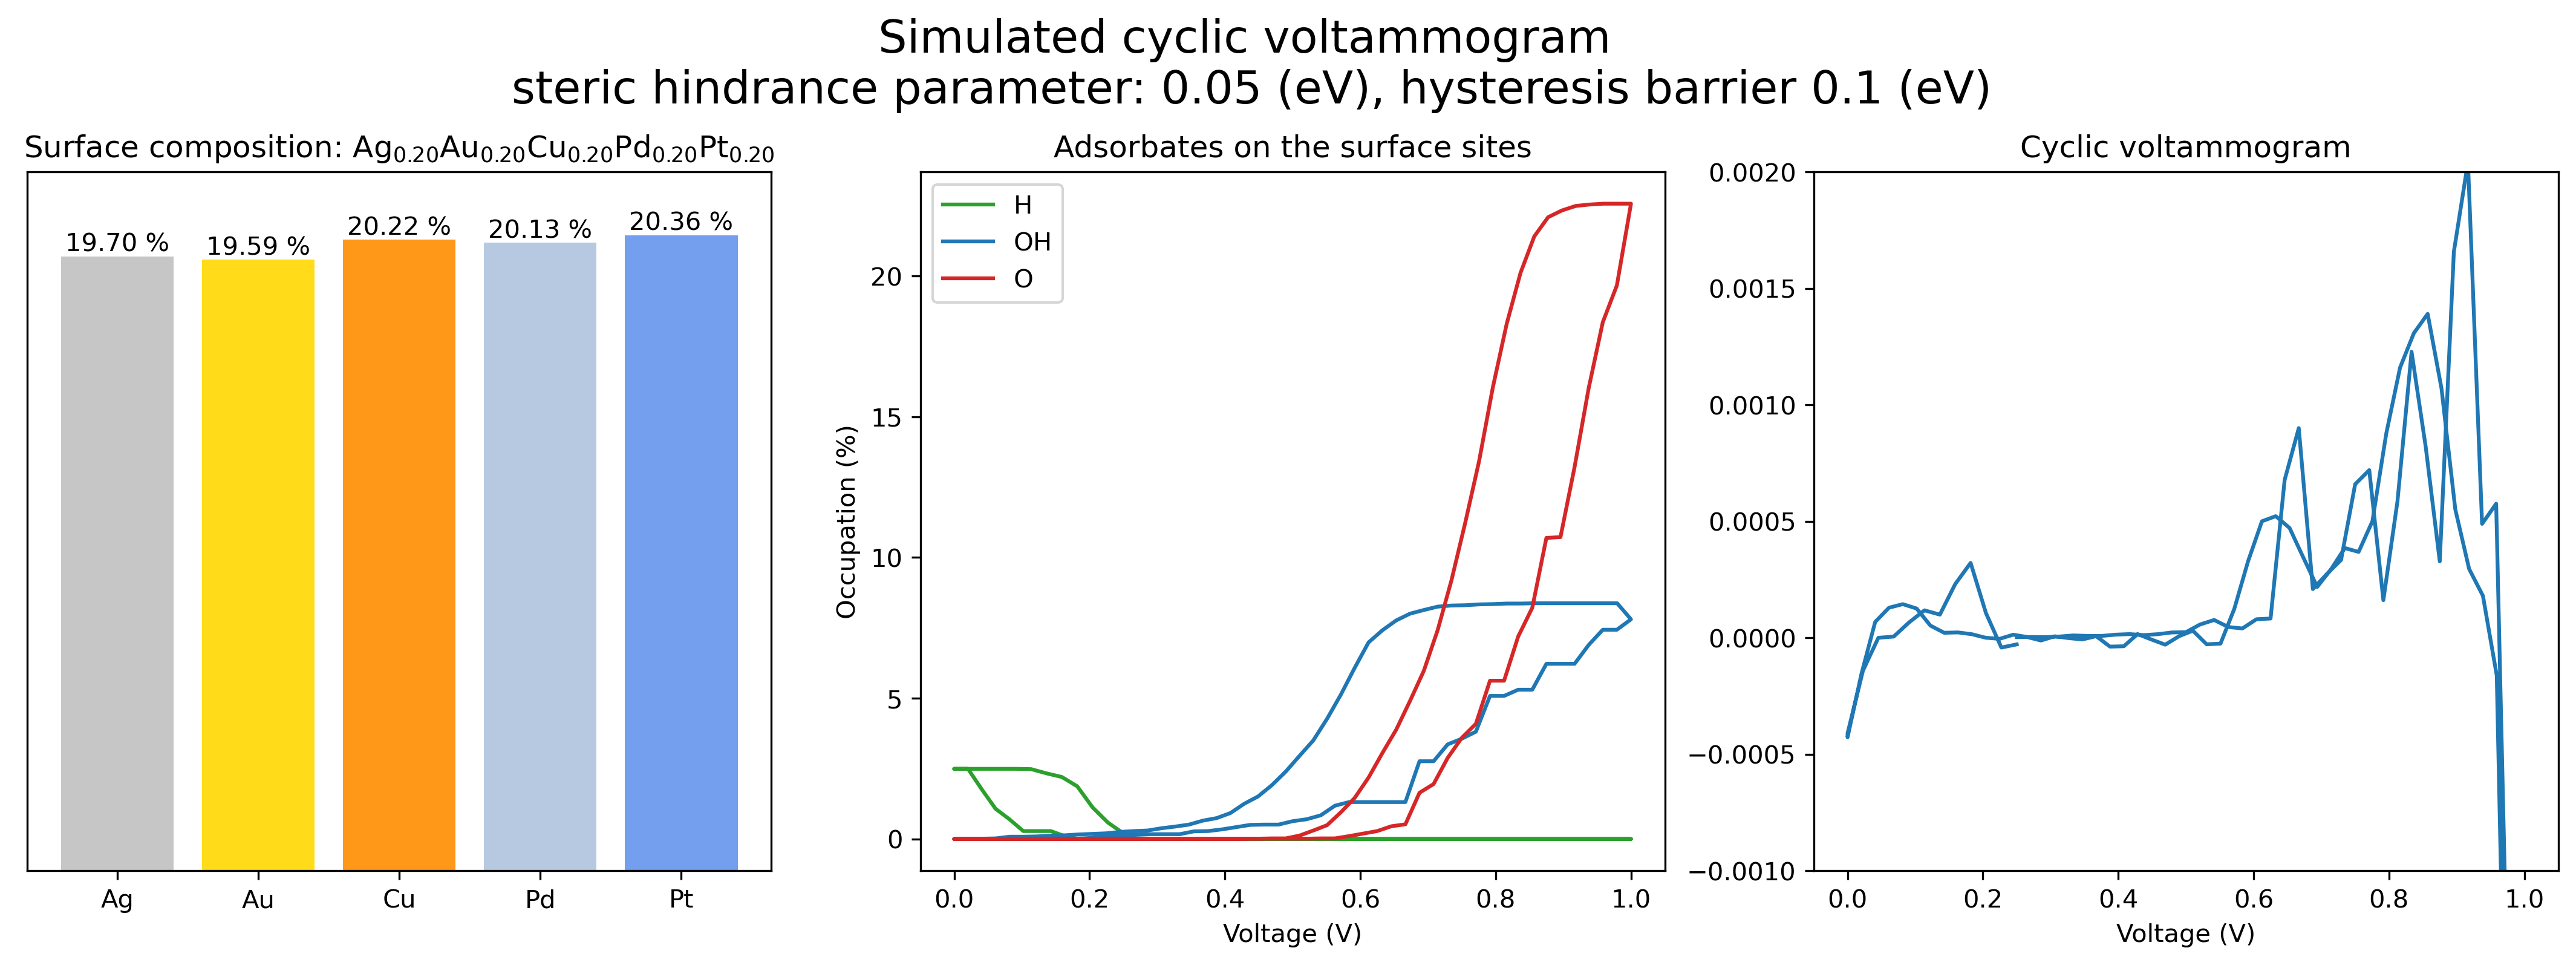 Simulated cyclic voltammogram
steric hindrance parameter: 0.05 (eV), hysteresis barrier 0.1 (eV)
Surface composition: Ag0.20Au0.20Cu0.20Pd0.20Pt0.20
19.70 %
19.59 %
20.22 %
20.13 %
20.36 %
Ag
Au
Cu
Pd
Pt
Adsorbates on the surface sites
H
OH
O
Occupation (%)
20
15
10
5
0
0.0
0.2
0.4
0.6
0.8
1.0
Voltage (V)
Cyclic voltammogram
0.0020
0.0015
0.0010
0.0005
0.0000
−0.0005
−0.0010
0.0
0.2
0.4
0.6
0.8
1.0
Voltage (V)